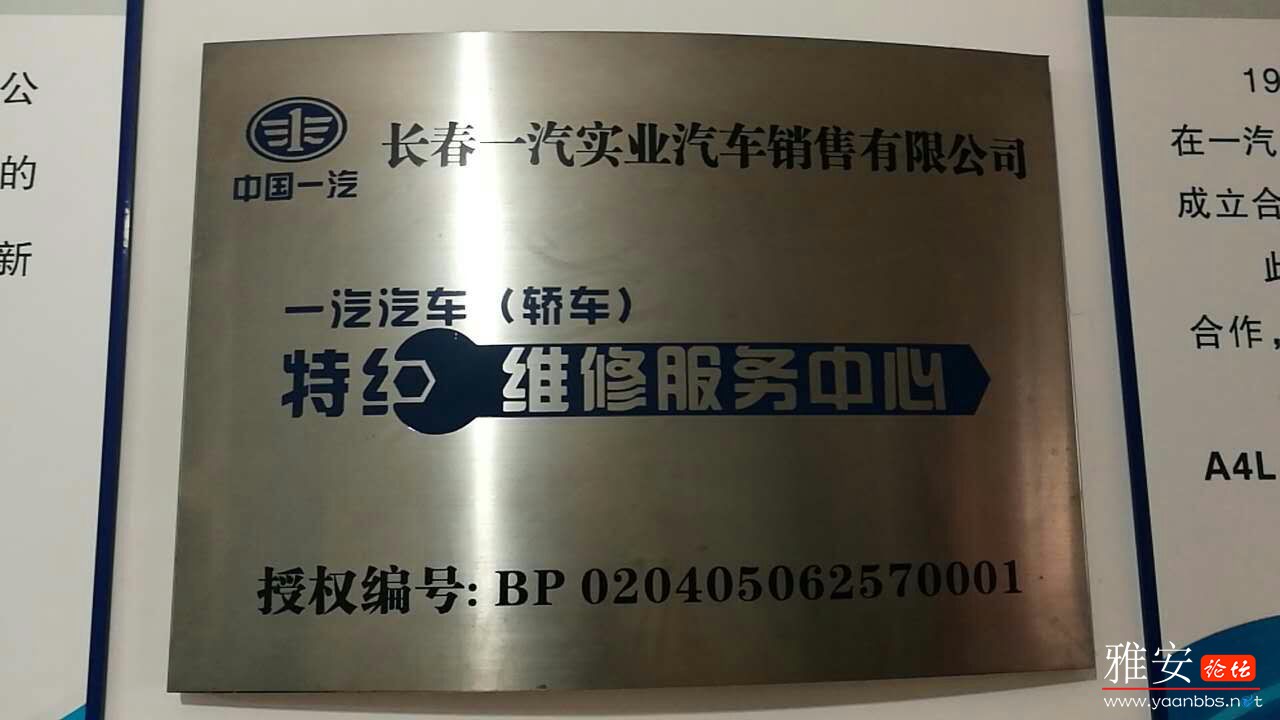 公
的
新
中国一汽
长春一汽实业汽车销售有限公司
一汽汽车（轿车）
特约 维修服务中心
授权编号: BP 020405062570001
19
在一汽
成立合
合作，
A4L
雅安论坛
www.yaanbbs.net